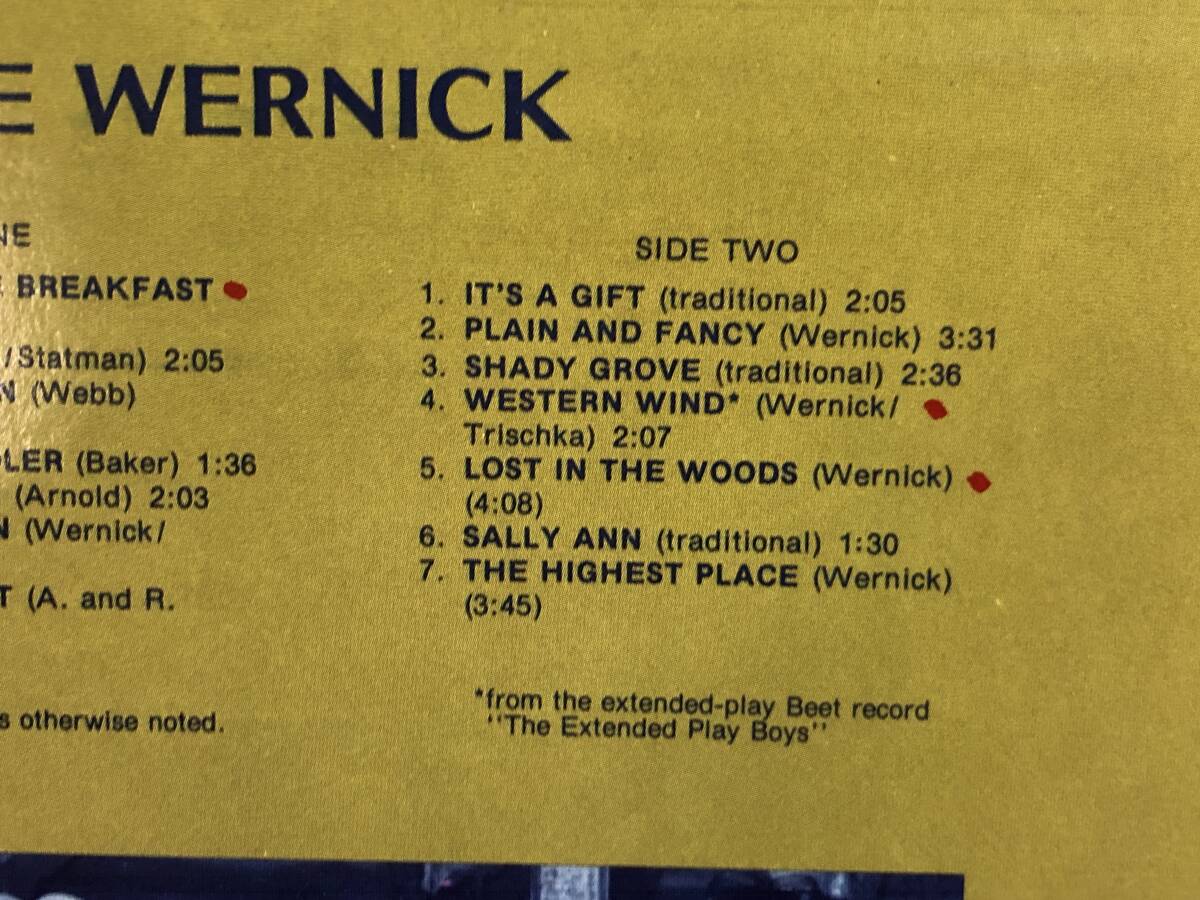 WERNICK
BREAKFAST
/Statman) 2:05
(Webb)
(Baker) 1:36
(Arnold) 2:03
(Wernick/
(A. and R.
otherwise noted.
SIDE TWO
1. IT'S A GIFT (traditional) 2:05
2. PLAIN AND FANCY (Wernick) 3:31
3. SHADY GROVE (traditional) 2:36
4. WESTERN WIND* (Wernick/
Trischka) 2:07
5. LOST IN THE WOODS (Wernick)
(4:08)
6. SALLY ANN (traditional) 1:30
7. THE HIGHEST PLACE (Wernick)
(3:45)
*from the extended-play Beet record
"The Extended Play Boys"